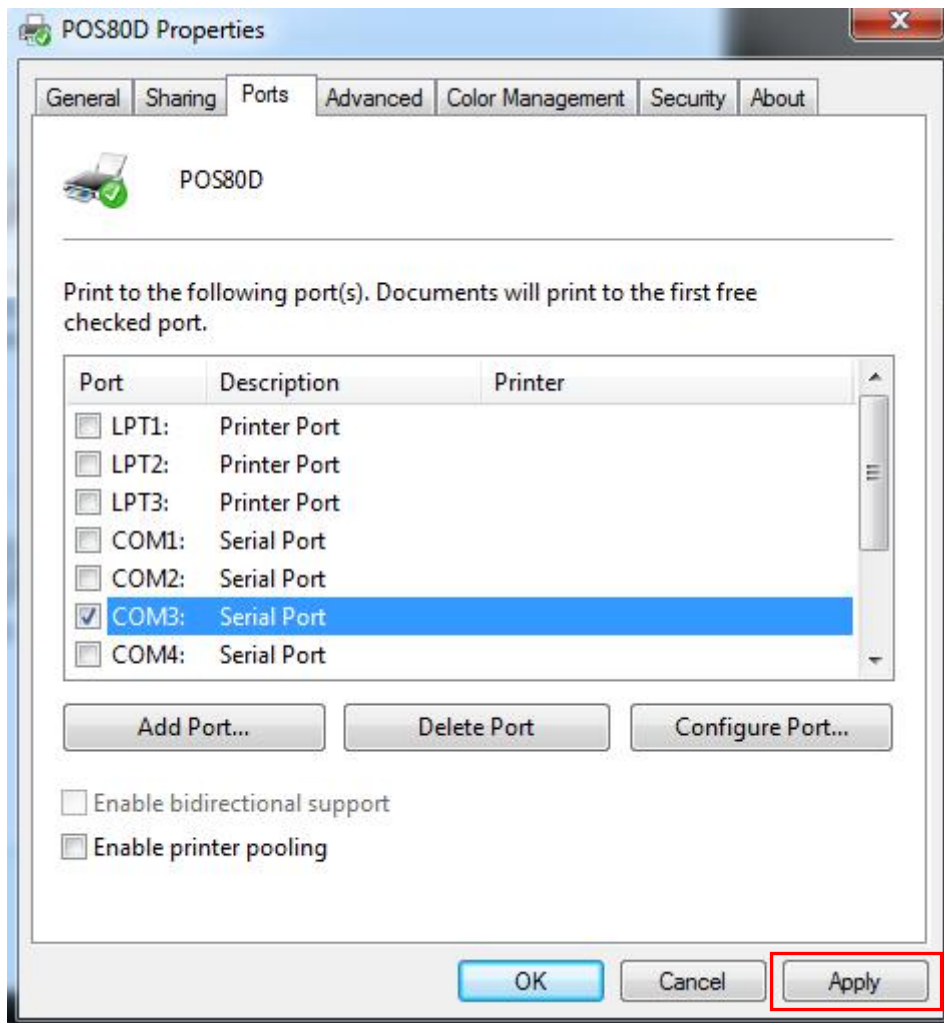 POS80D Properties
General Sharing Ports Advanced Color Management Security About
POS80D
Print to the following port(s). Documents will print to the first free
checked port.
Port Description Printer
LPT1: Printer Port
LPT2: Printer Port
LPT3: Printer Port
COM1: Serial Port
COM2: Serial Port
COM3: Serial Port
COM4: Serial Port
Add Port... Delete Port Configure Port...
Enable bidirectional support
Enable printer pooling
OK Cancel Apply